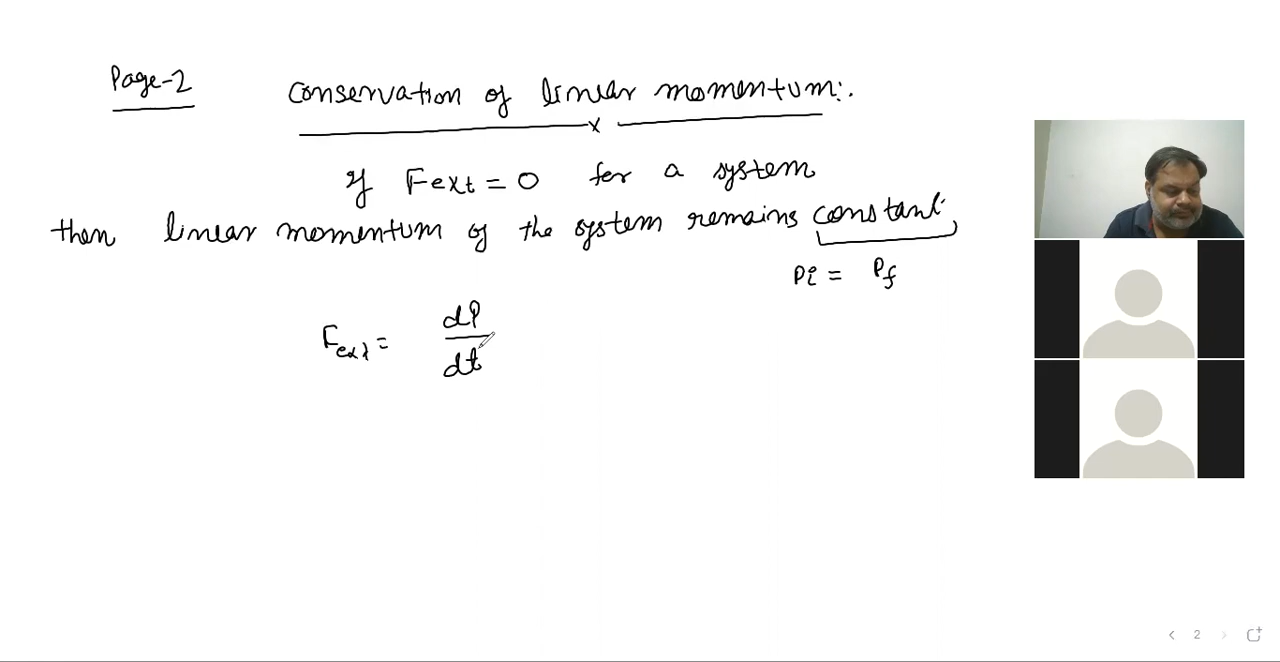 Page-2
Conservation of linear momentum:.
If Fext = 0 for a system
then linear momentum of the system remains constant.
Pi = Pf
Fext = dP/dt
2